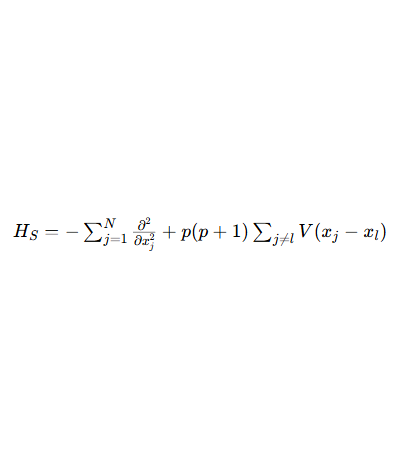 $H_S = -\sum_{j=1}^{N} \frac{\partial^2}{\partial x_j^2} + p(p+1) \sum_{j \neq l} V(x_j - x_l)$